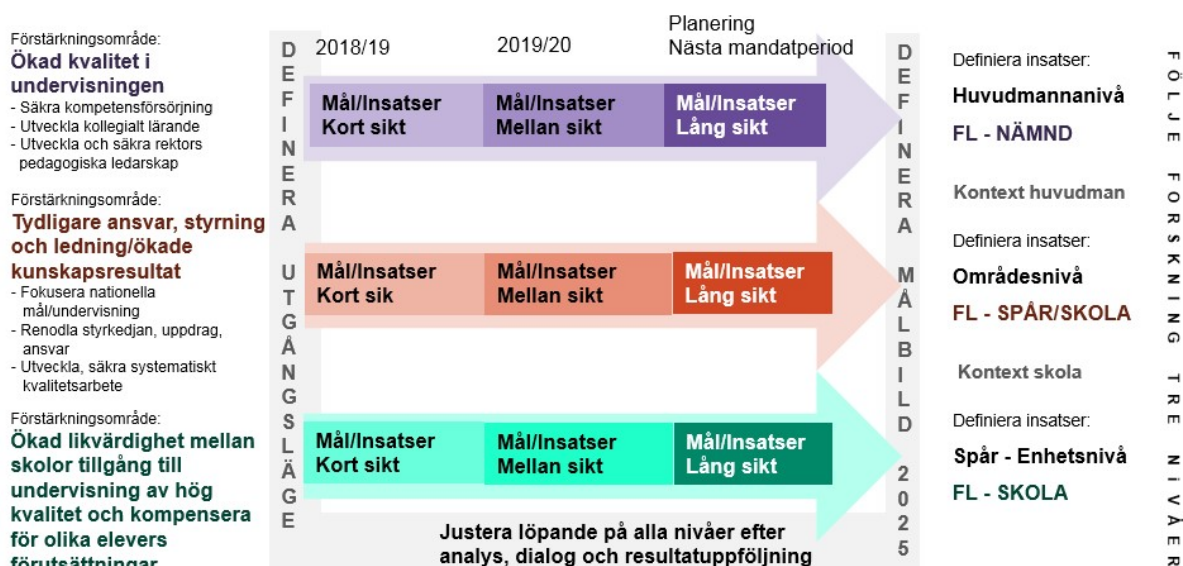 Förstärkningsområde:
Ökad kvalitet i
undervisningen
- Säkra kompetensförsörjning
- Utveckla kollegialt lärande
- Utveckla och säkra rektors
pedagogiska ledarskap
Förstärkningsområde:
Tydligare ansvar, styrning
och ledning/ökade
kunskapsresultat
- Fokusera nationella
mål/undervisning
- Renodla styrkedjan, uppdrag,
ansvar
- Utveckla, säkra systematiskt
kvalitetsarbete
Förstärkningsområde:
Ökad likvärdighet mellan
skolor tillgång till
undervisning av hög
kvalitet och kompensera
för olika elevers
förutsättningar
DEFINIERA UTGÅNGSLÄGE
2018/19
2019/20
Planering
Nästa mandatperiod
Mål/Insatser
Kort sikt
Mål/Insatser
Mellan sikt
Mål/Insatser
Lång sikt
Mål/Insatser
Kort sik
Mål/Insatser
Mellan sikt
Mål/Insatser
Lång sikt
Mål/Insatser
Kort sikt
Mål/Insatser
Mellan sikt
Mål/Insatser
Lång sikt
Justera löpande på alla nivåer efter
analys, dialog och resultatuppföljning
DEFINERA MÅLBILD 2025
Definiera insatser:
Huvudmannanivå
FL - NÄMND
Kontext huvudman
Definiera insatser:
Områdesnivå
FL - SPÅR/SKOLA
Kontext skola
Definiera insatser:
Spår - Enhetsnivå
FL - SKOLA
FÖLJE FORSKNING TRE NiVÅER